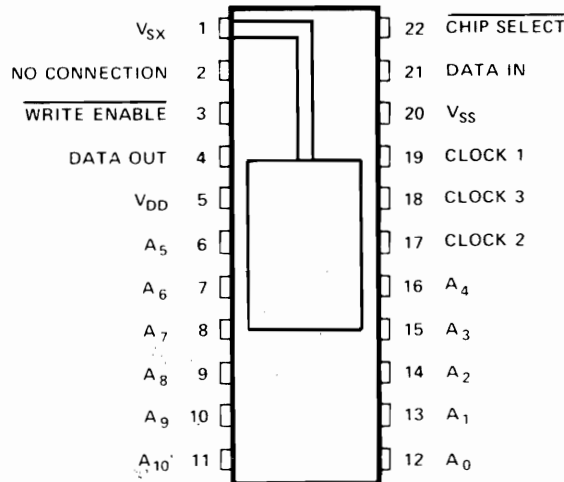 V_SX 1 22 CHIP SELECT
NO CONNECTION 2 21 DATA IN
WRITE ENABLE 3 20 V_SS
DATA OUT 4 19 CLOCK 1
V_DD 5 18 CLOCK 3
A_5 6 17 CLOCK 2
A_6 7 16 A_4
A_7 8 15 A_3
A_8 9 14 A_2
A_9 10 13 A_1
A_10 11 12 A_0